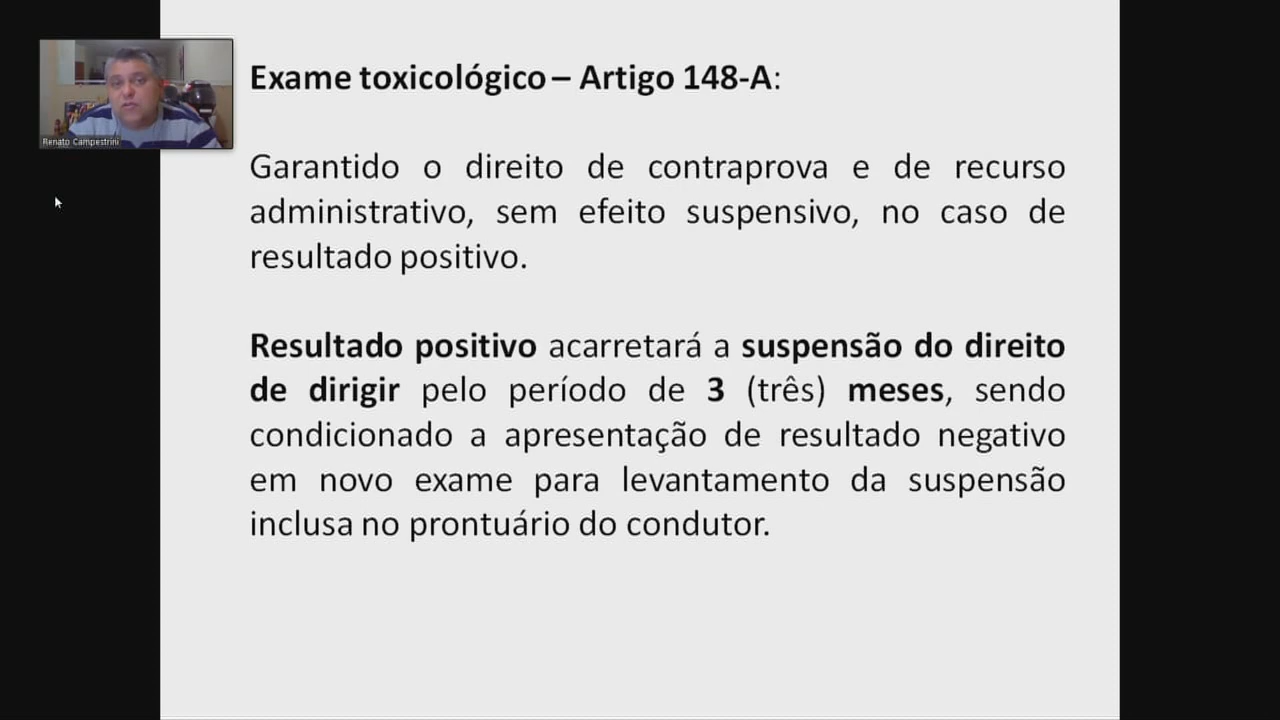 Exame toxicológico – Artigo 148-A:
Renato Campestrini
Garantido o direito de contraprova e de recurso
administrativo, sem efeito suspensivo, no caso de
resultado positivo.
Resultado positivo acarretará a suspensão do direito
de dirigir pelo período de 3 (três) meses, sendo
condicionado a apresentação de resultado negativo
em novo exame para levantamento da suspensão
inclusa no prontuário do condutor.